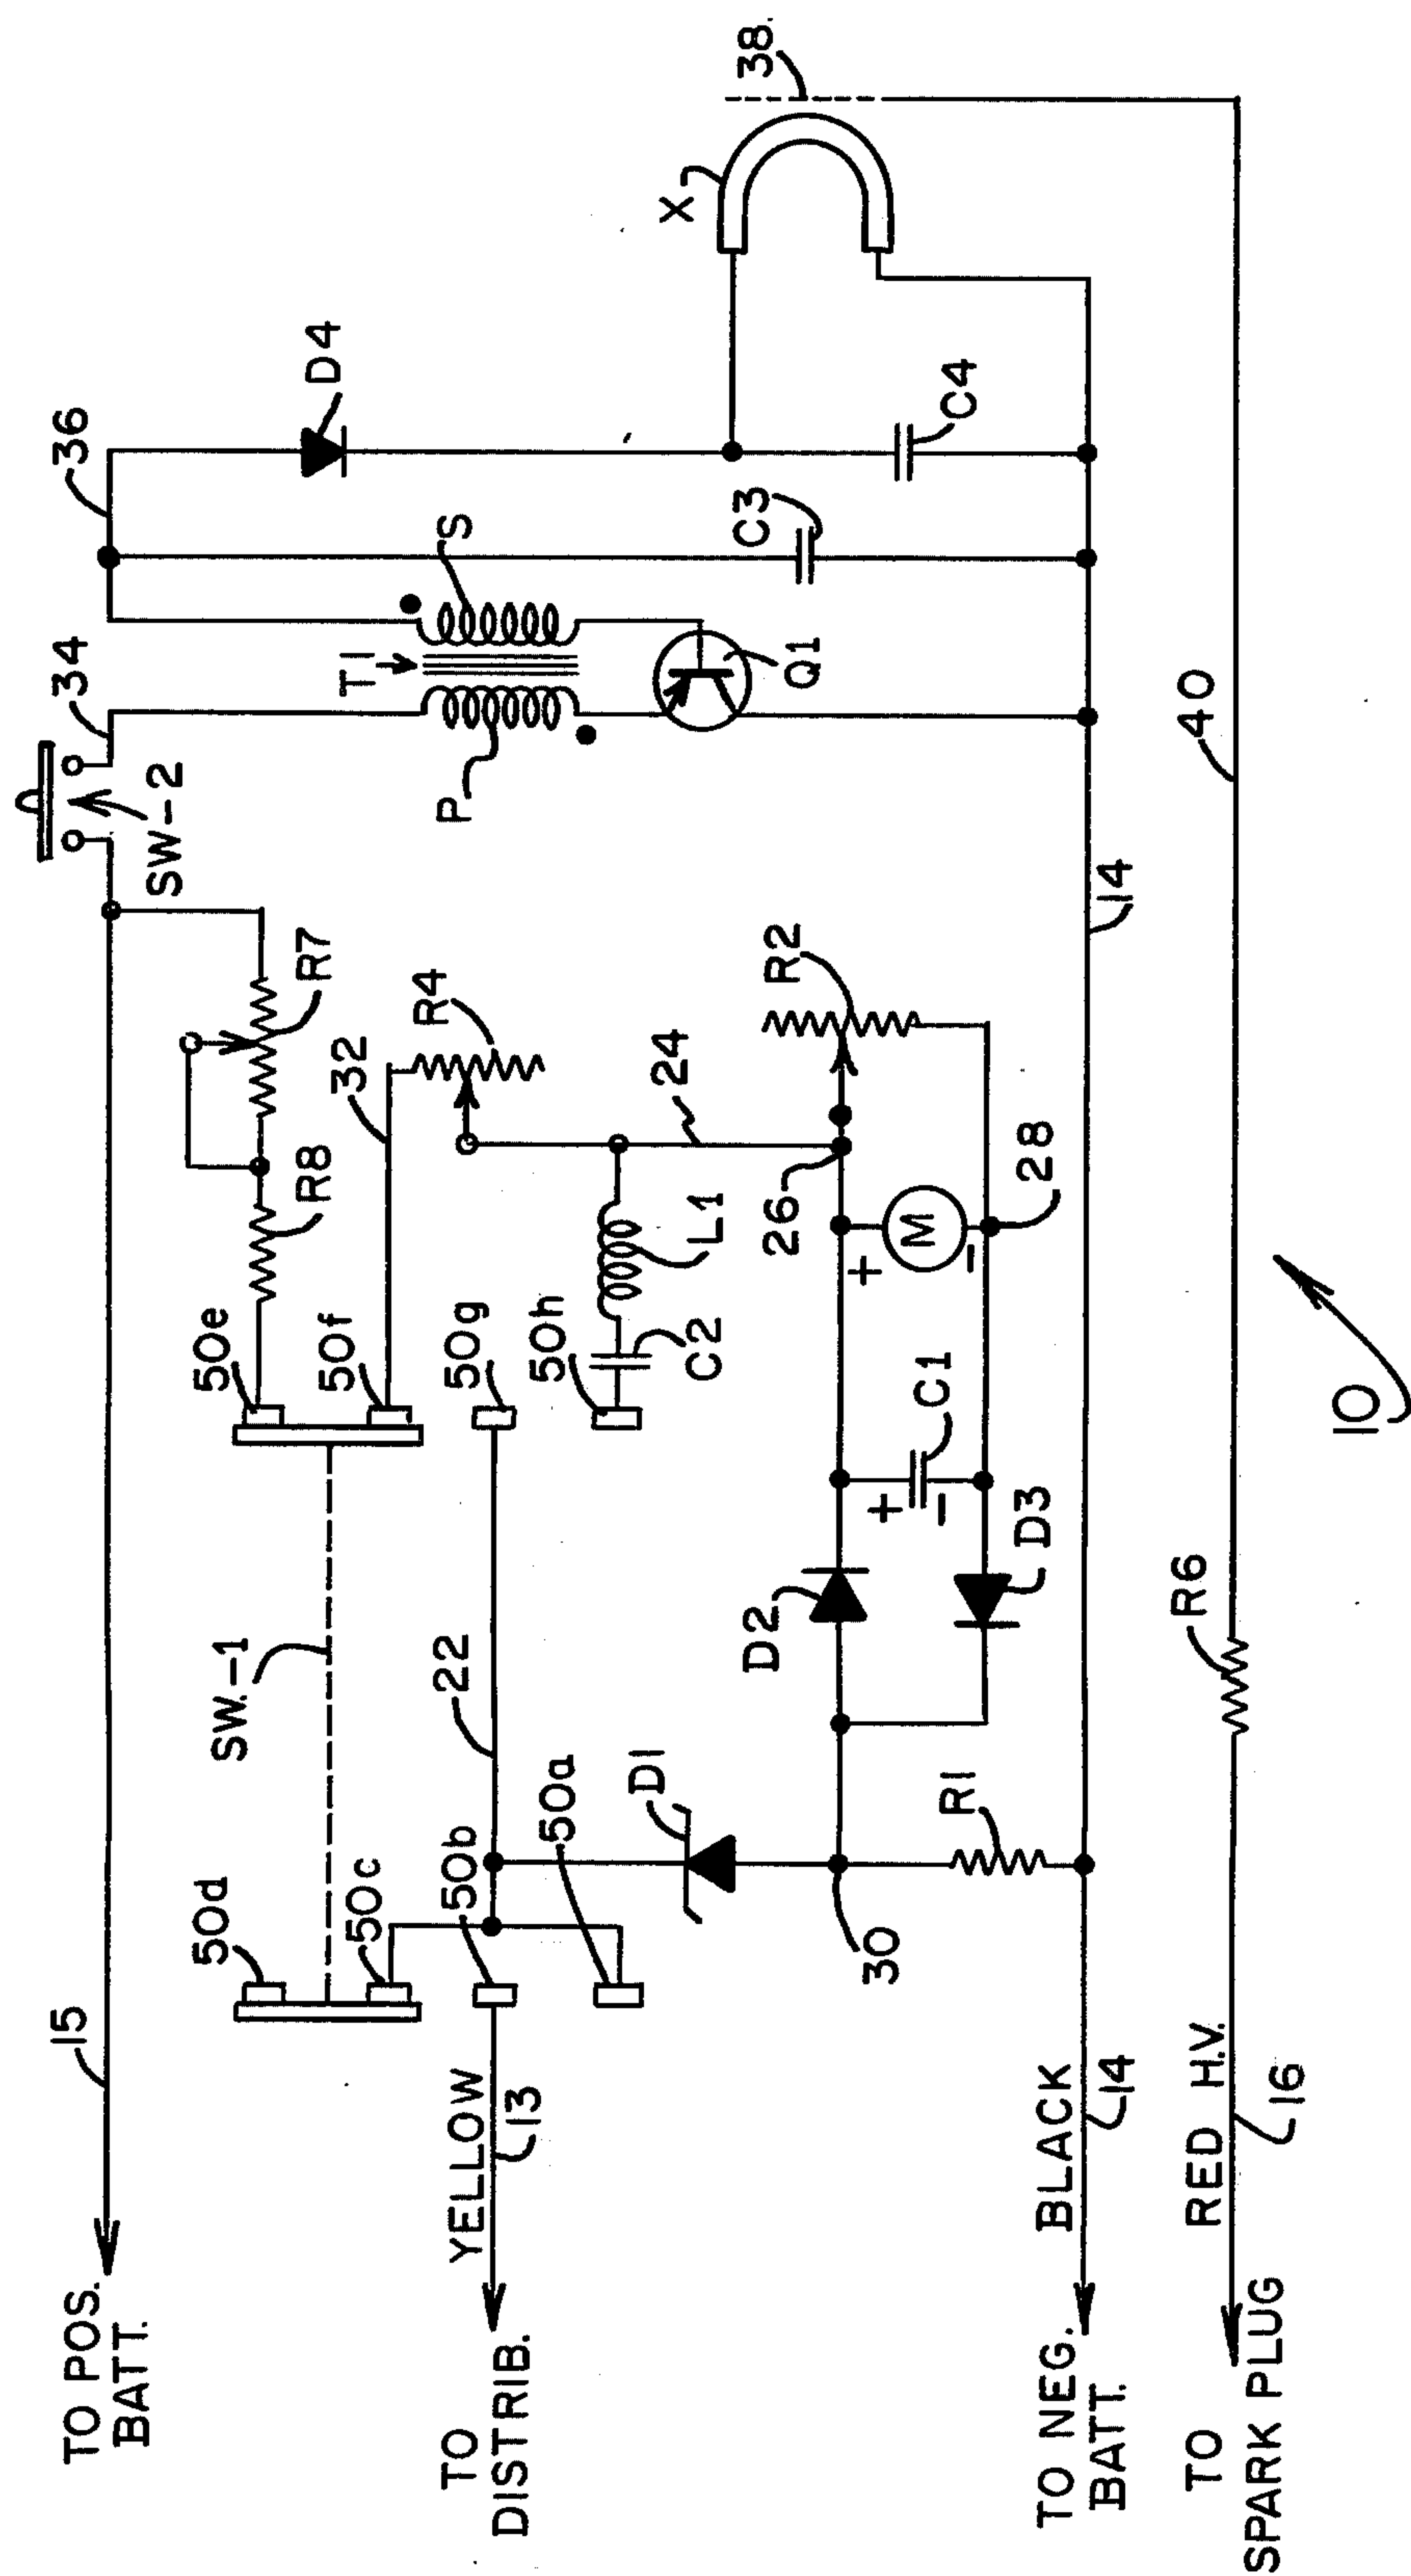 TO POS.
BATT.
15
SW-2
34
36
D4
SW.-1
50d
50c
50e
50f
R8
R7
32
R4
T1
P
S
Q1
C3
C4
X
38
TO
DISTRIB.
YELLOW
13
50b
50a
22
50g
50h
C2
L1
24
D1
30
R1
D2
D3
+
-
C1
26
+
M
-
28
R2
TO NEG.
BATT.
BLACK
14
14
TO
SPARK PLUG
RED H.V.
16
R6
40
10